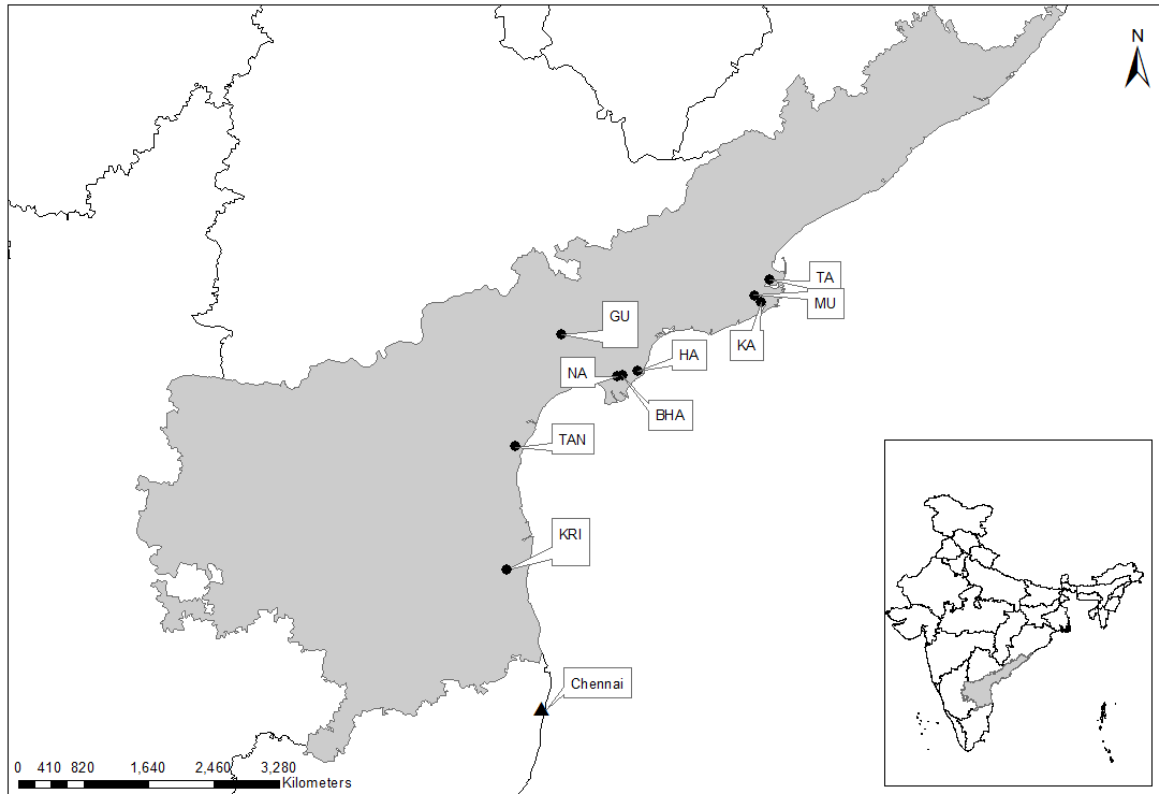 N
TA
MU
GU
KA
HA
NA
BHA
TAN
KRI
Chennai
0 410 820 1,640 2,460 3,280
Kilometers